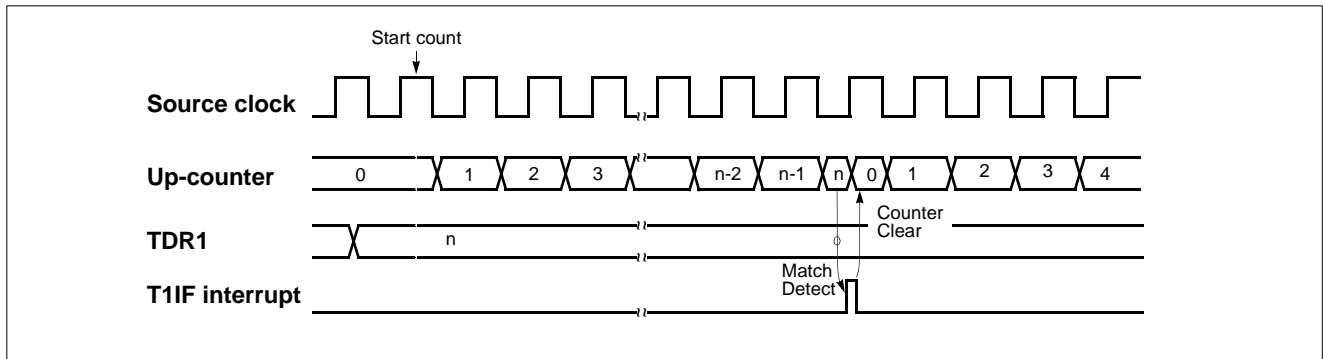 Start count
Source clock
Up-counter
0 1 2 3 n-2 n-1 n 0 1 2 3 4
Counter
Clear
TDR1
n
Match
Detect
T1IF interrupt